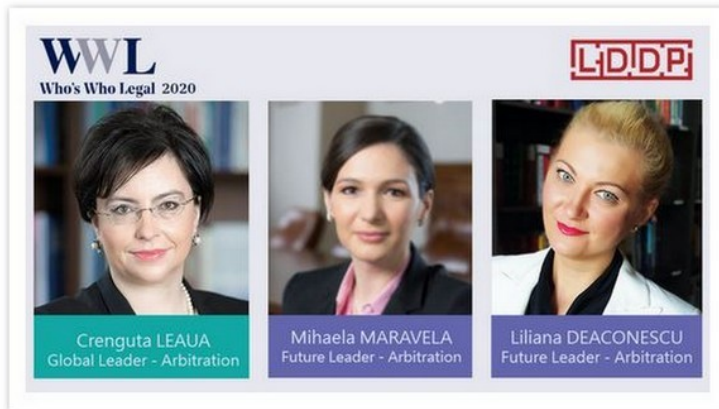 WWL
Who's Who Legal 2020
LDDP
Crenguta LEAUA
Global Leader - Arbitration
Mihaela MARAVELA
Future Leader - Arbitration
Liliana DEACONESCU
Future Leader - Arbitration